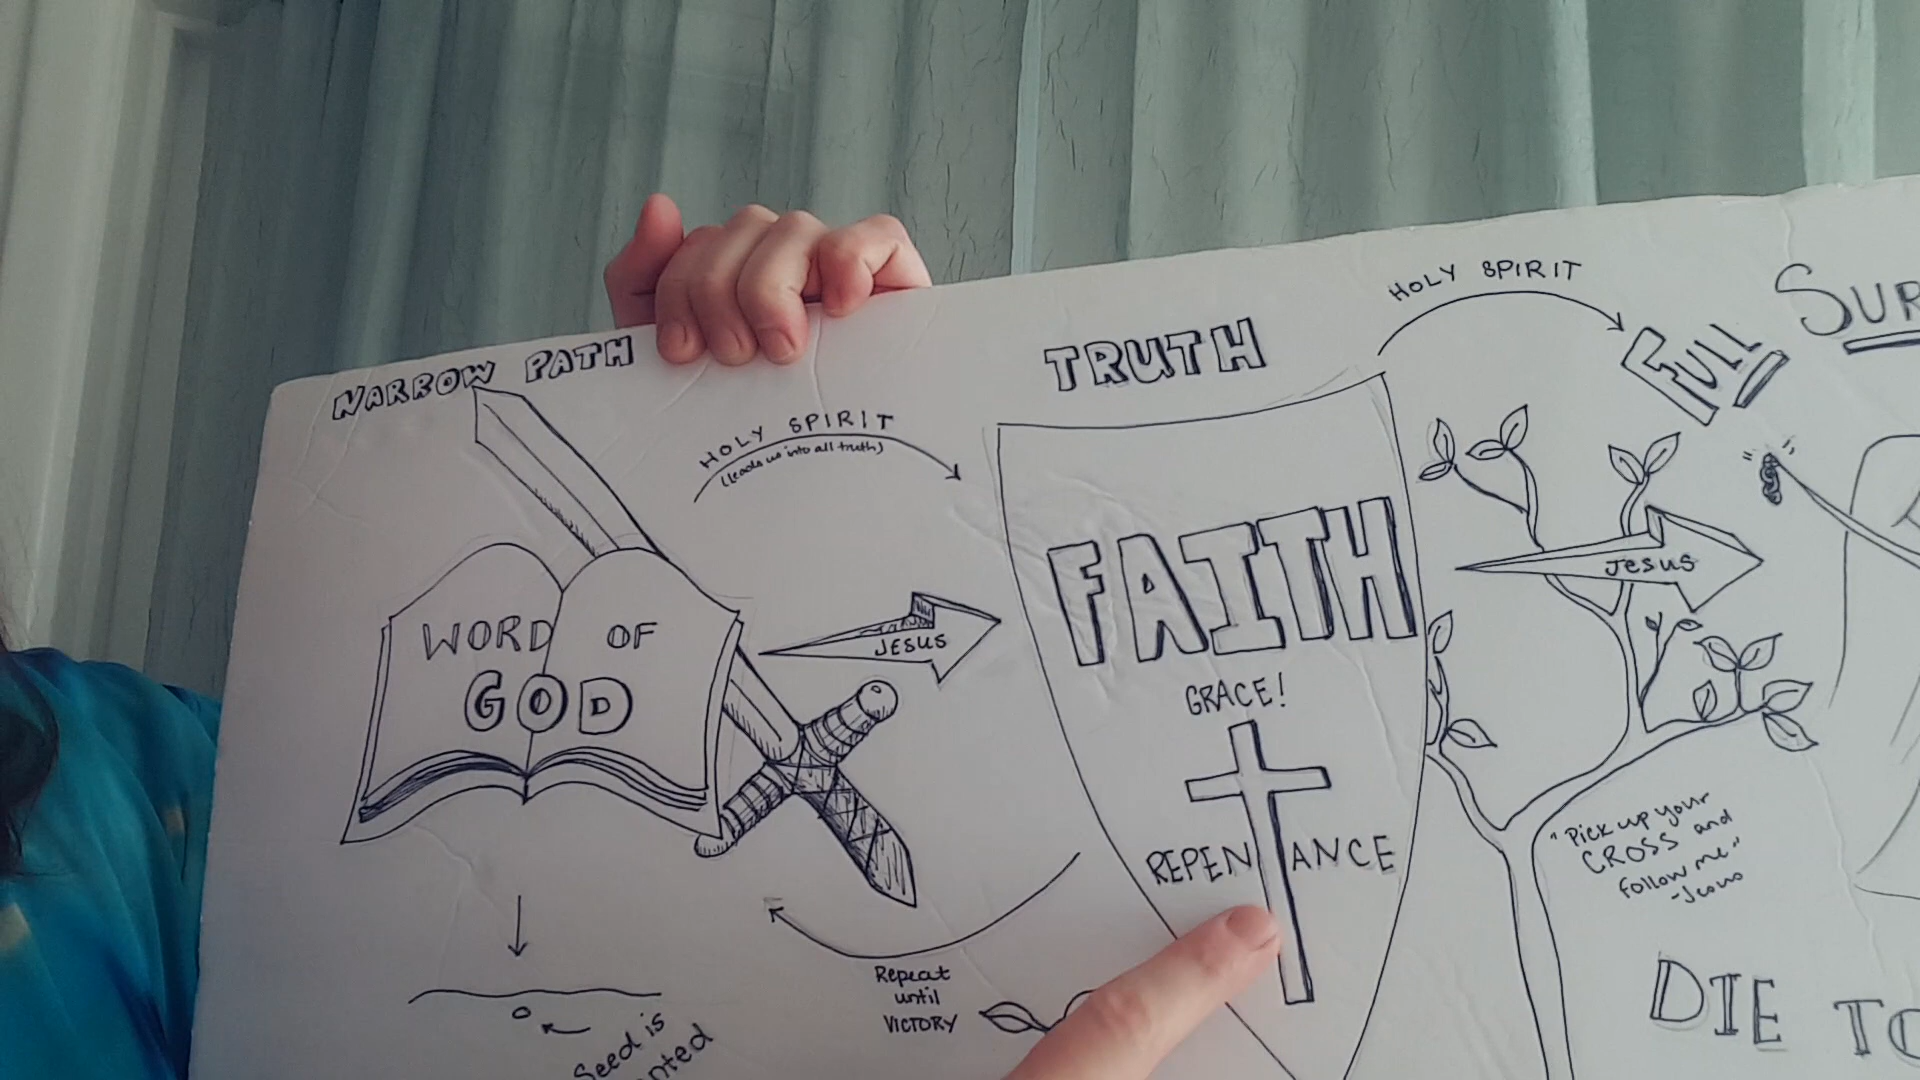 NARROW PATH
HOLY SPIRIT
(leads us into all truth)
WORD OF
GOD
JESUS
Repeat
until
VICTORY
Seed is
TRUTH
FAITH
GRACE!
REPENTANCE
HOLY SPIRIT
FULL
Jesus
"Pick up your
CROSS and
follow me"
-Jesus
DIE TO